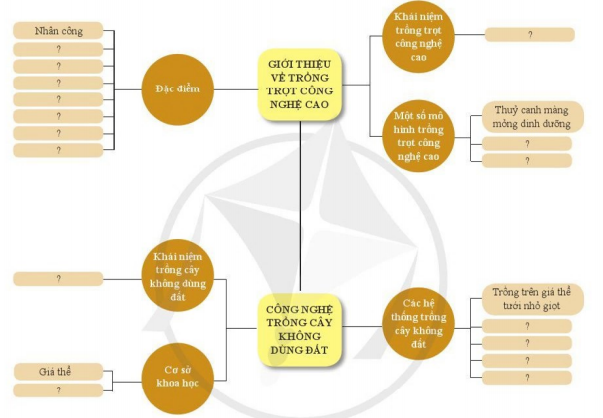 Nhân công
?
?
?
?
?
?
?
Đặc điểm
GIỚI THIỆU
VỀ TRỒNG
TRỌT CÔNG
NGHỆ CAO
Khái niệm
trồng trọt
công nghệ
cao
?
Một số mô
hình trồng
trọt công
nghệ cao
Thuỷ canh màng
mỏng dinh dưỡng
?
?
Khái niệm
trồng cây
không dùng
đất
?
Cơ sở
khoa học
Giá thể
?
CÔNG NGHỆ
TRỒNG CÂY
KHÔNG
DÙNG ĐẤT
Các hệ
thống trồng
cây không
đất
Trồng trên giá thể
tưới nhỏ giọt
?
?
?
?